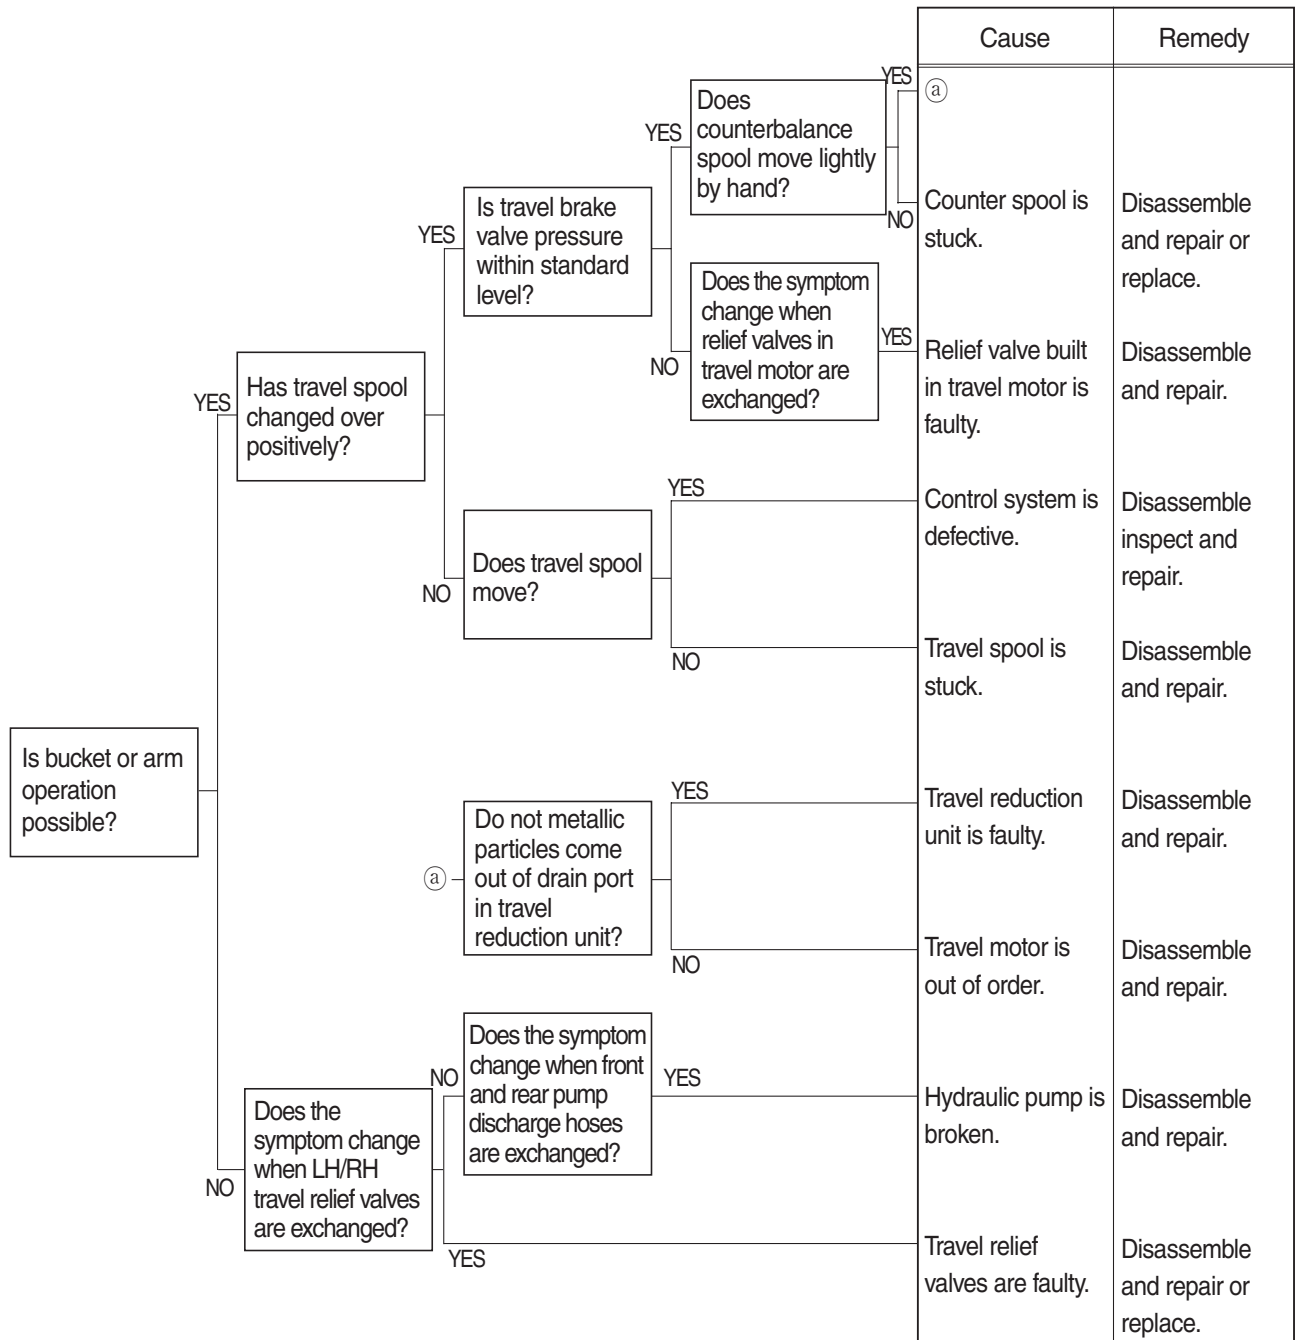 Cause
Remedy
YES
ⓐ
Does
counterbalance
spool move lightly
by hand?
YES
NO
Counter spool is
stuck.
Disassemble
and repair or
replace.
Is travel brake
valve pressure
within standard
level?
YES
Does the symptom
change when
relief valves in
travel motor are
exchanged?
NO
YES
Relief valve built
in travel motor is
faulty.
Disassemble
and repair.
Has travel spool
changed over
positively?
YES
Does travel spool
move?
NO
YES
Control system is
defective.
Disassemble
inspect and
repair.
NO
Travel spool is
stuck.
Disassemble
and repair.
Is bucket or arm
operation
possible?
ⓐ
Do not metallic
particles come
out of drain port
in travel
reduction unit?
YES
Travel reduction
unit is faulty.
Disassemble
and repair.
NO
Travel motor is
out of order.
Disassemble
and repair.
NO
Does the
symptom change
when LH/RH
travel relief valves
are exchanged?
NO
Does the symptom
change when front
and rear pump
discharge hoses
are exchanged?
YES
Hydraulic pump is
broken.
Disassemble
and repair.
YES
Travel relief
valves are faulty.
Disassemble
and repair or
replace.